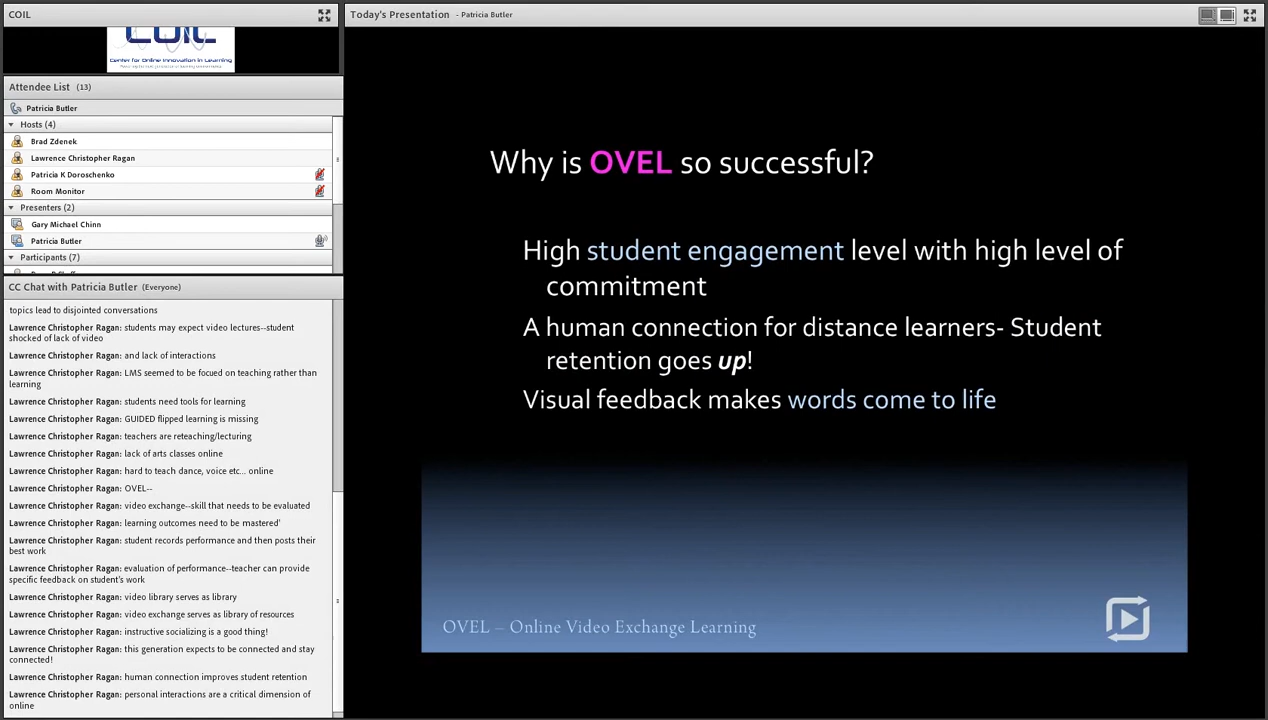 COIL
COIL
Center for Online Innovation in Learning
Attendee List (13)
Patricia Butler
Hosts (4)
Brad Zdenek
Lawrence Christopher Ragan
Patricia K Doroschenko
Room Monitor
Presenters (2)
Gary Michael Chinn
Patricia Butler
Participants (7)
CC Chat with Patricia Butler (Everyone)
topics lead to disjointed conversations
Lawrence Christopher Ragan: students may expect video lectures--student
shocked of lack of video
Lawrence Christopher Ragan: and lack of interactions
Lawrence Christopher Ragan: LMS seemed to be focued on teaching rather than
learning
Lawrence Christopher Ragan: students need tools for learning
Lawrence Christopher Ragan: GUIDED flipped learning is missing
Lawrence Christopher Ragan: teachers are reteaching/lecturing
Lawrence Christopher Ragan: lack of arts classes online
Lawrence Christopher Ragan: hard to teach dance, voice etc... online
Lawrence Christopher Ragan: OVEL--
Lawrence Christopher Ragan: video exchange--skill that needs to be evaluated
Lawrence Christopher Ragan: learning outcomes need to be mastered'
Lawrence Christopher Ragan: student records performance and then posts their
best work
Lawrence Christopher Ragan: evaluation of performance--teacher can provide
specific feedback on student's work
Lawrence Christopher Ragan: video library serves as library
Lawrence Christopher Ragan: video exchange serves as library of resources
Lawrence Christopher Ragan: instructive socializing is a good thing!
Lawrence Christopher Ragan: this generation expects to be connected and stay
connected!
Lawrence Christopher Ragan: human connection improves student retention
Lawrence Christopher Ragan: personal interactions are a critical dimension of
online
Today's Presentation - Patricia Butler
Why is OVEL so successful?
High student engagement level with high level of
commitment
A human connection for distance learners- Student
retention goes up!
Visual feedback makes words come to life
OVEL – Online Video Exchange Learning